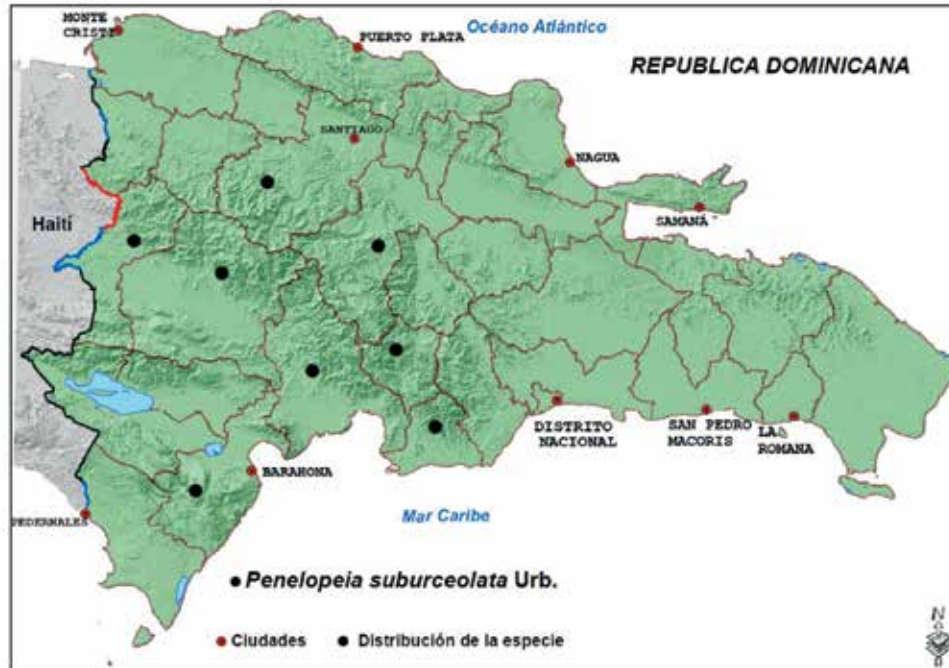 MONTE
CRISTI
PUERTO PLATA
Océano Atlántico
REPUBLICA DOMINICANA
SANTIAGO
NAGUA
SAMANÁ
Haití
DISTRITO
NACIONAL
SAN PEDRO
MACORIS
LA
ROMANA
BARAHONA
PEDERNALES
Mar Caribe
Penelopeia suburceolata Urb.
Ciudades
Distribución de la especie
N